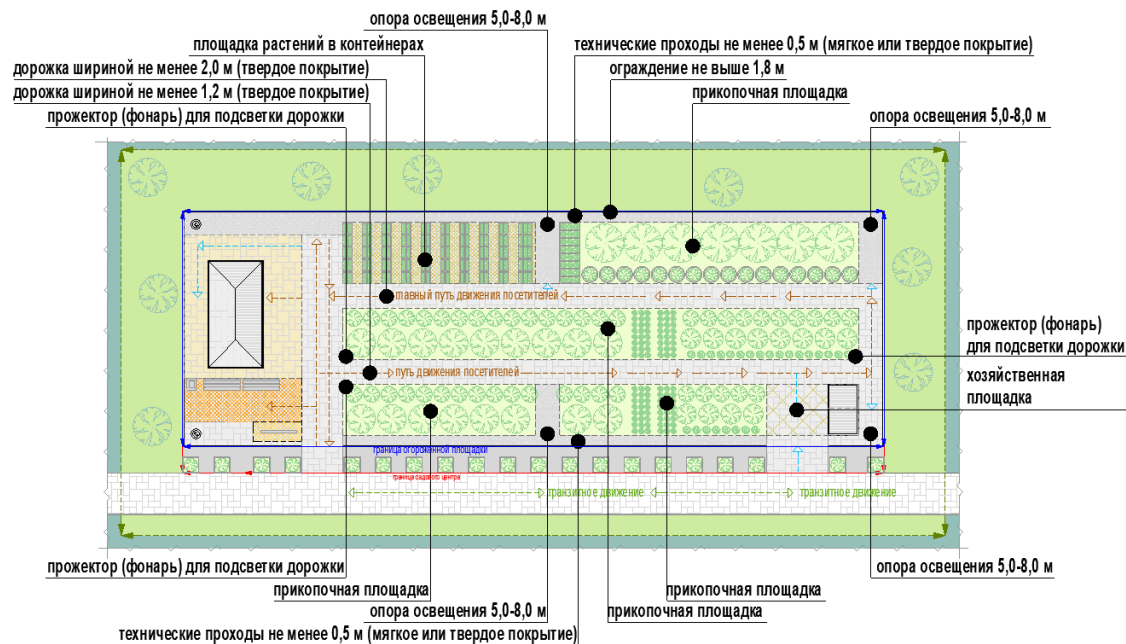 опора освещения 5,0-8,0 м
площадка растений в контейнерах
технические проходы не менее 0,5 м (мягкое или твердое покрытие)
дорожка шириной не менее 2,0 м (твердое покрытие)
ограждение не выше 1,8 м
дорожка шириной не менее 1,2 м (твердое покрытие)
прикопочная площадка
прожектор (фонарь) для подсветки дорожки
опора освещения 5,0-8,0 м
главный путь движения посетителей
прожектор (фонарь)
для подсветки дорожки
путь движения посетителей
хозяйственная
площадка
граница огороженной площадки
граница садового центра
транзитное движение
транзитное движение
прожектор (фонарь) для подсветки дорожки
опора освещения 5,0-8,0 м
прикопочная площадка
прикопочная площадка
опора освещения 5,0-8,0 м
прикопочная площадка
технические проходы не менее 0,5 м (мягкое или твердое покрытие)